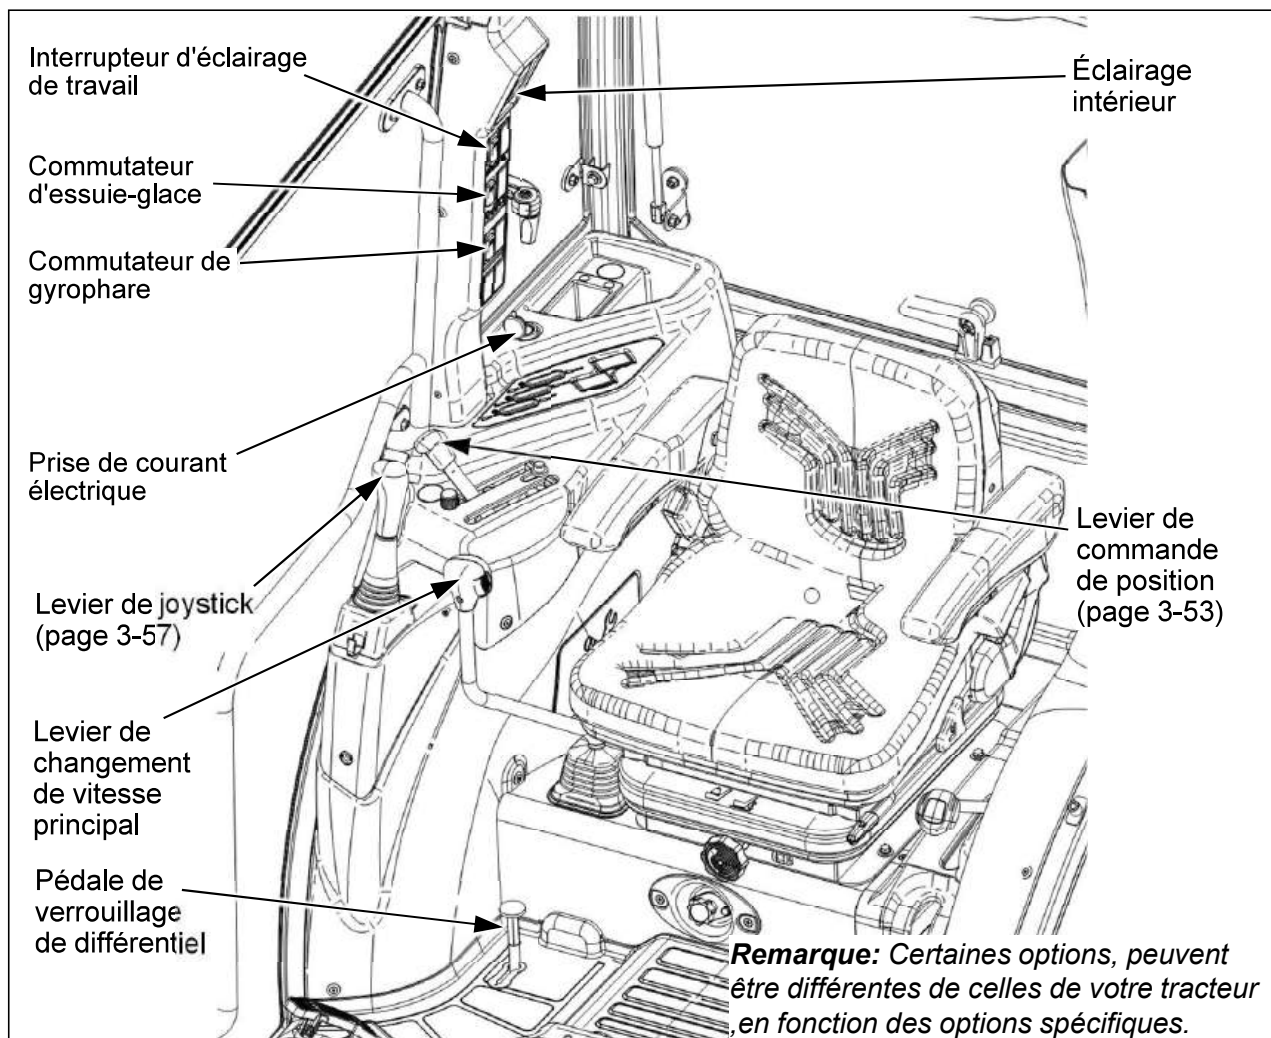 Interrupteur d'éclairage
de travail
Éclairage
intérieur
Commutateur
d'essuie-glace
Commutateur de
gyrophare
Prise de courant
électrique
Levier de
commande
de position
(page 3-53)
Levier de joystick
(page 3-57)
Levier de
changement
de vitesse
principal
Pédale de
verrouillage
de différentiel
Remarque: Certaines options, peuvent
être différentes de celles de votre tracteur
,en fonction des options spécifiques.